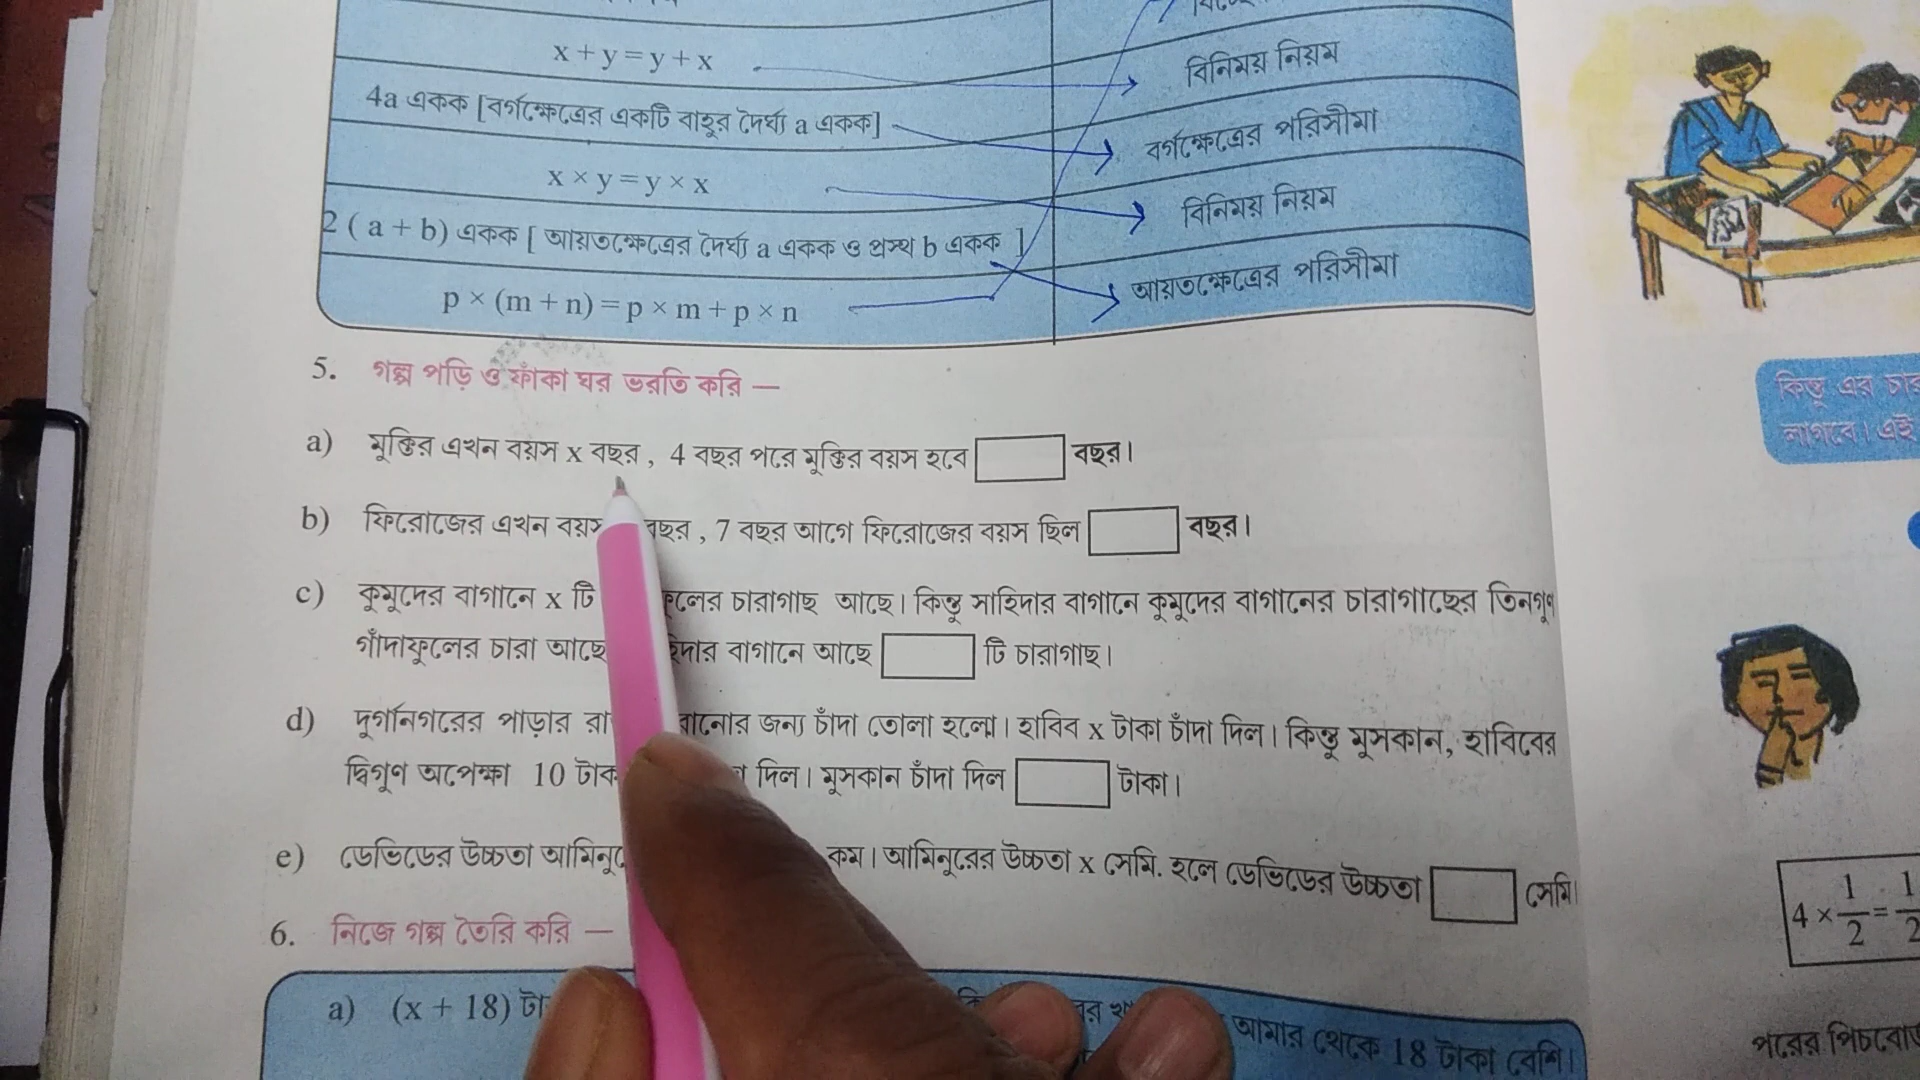 x + y = y + x
বিনিময় নিয়ম
4a একক [বর্গক্ষেত্রের একটি বাহুর দৈর্ঘ্য a একক]
বর্গক্ষেত্রের পরিসীমা
x × y = y × x
বিনিময় নিয়ম
2 ( a + b) একক [ আয়তক্ষেত্রের দৈর্ঘ্য a একক ও প্রস্থ b একক ]
আয়তক্ষেত্রের পরিসীমা
p × (m + n) = p × m + p × n
5. গল্প পড়ি ও ফাঁকা ঘর ভরতি করি —
a) মুক্তির এখন বয়স x বছর, 4 বছর পরে মুক্তির বয়স হবে বছর।
b) ফিরোজের এখন বয়স বছর, 7 বছর আগে ফিরোজের বয়স ছিল বছর।
c) কুমুদের বাগানে x টি চারাগাছ আছে। কিন্তু সাহিদার বাগানে কুমুদের বাগানের চারাগাছের তিনগুণ
গাঁদাফুলের চারা আছে বাগানে আছে টি চারাগাছ।
d) দুর্গানগরের পাড়ার জন্য চাঁদা তোলা হলো। হাবিব x টাকা চাঁদা দিল। কিন্তু মুসকান, হাবিবের
দ্বিগুণ অপেক্ষা 10 দিল। মুসকান চাঁদা দিল টাকা।
e) ডেভিডের উচ্চতা কম। আমিনুরের উচ্চতা x সেমি. হলে ডেভিডের উচ্চতা সেমি
6. নিজে গল্প তৈরি করি —
a) (x + 18)
আমার থেকে 18 টাকা বেশি।
কিন্তু এর
লাগবে। এই
4 × 1/2 =
পরের